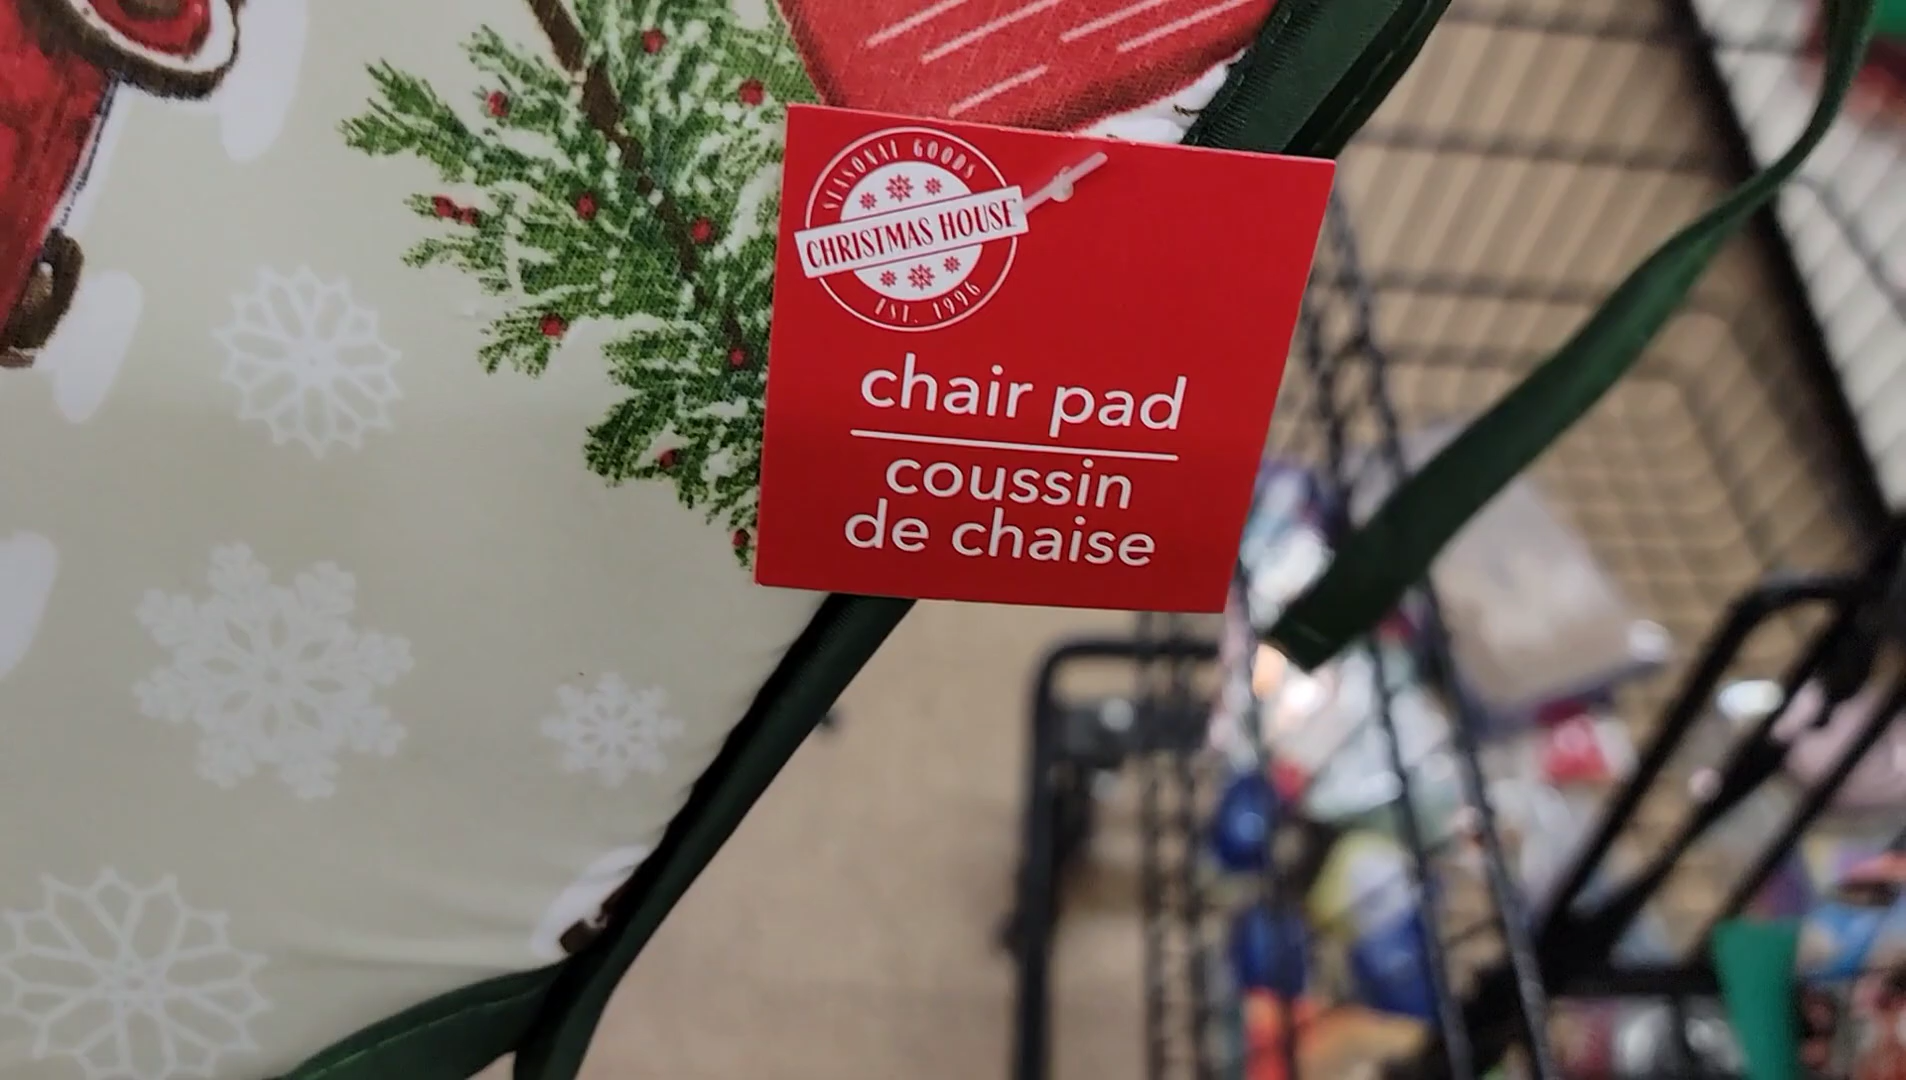 SEASONAL GOODS
CHRISTMAS HOUSE
EST. 1996
chair pad
coussin
de chaise